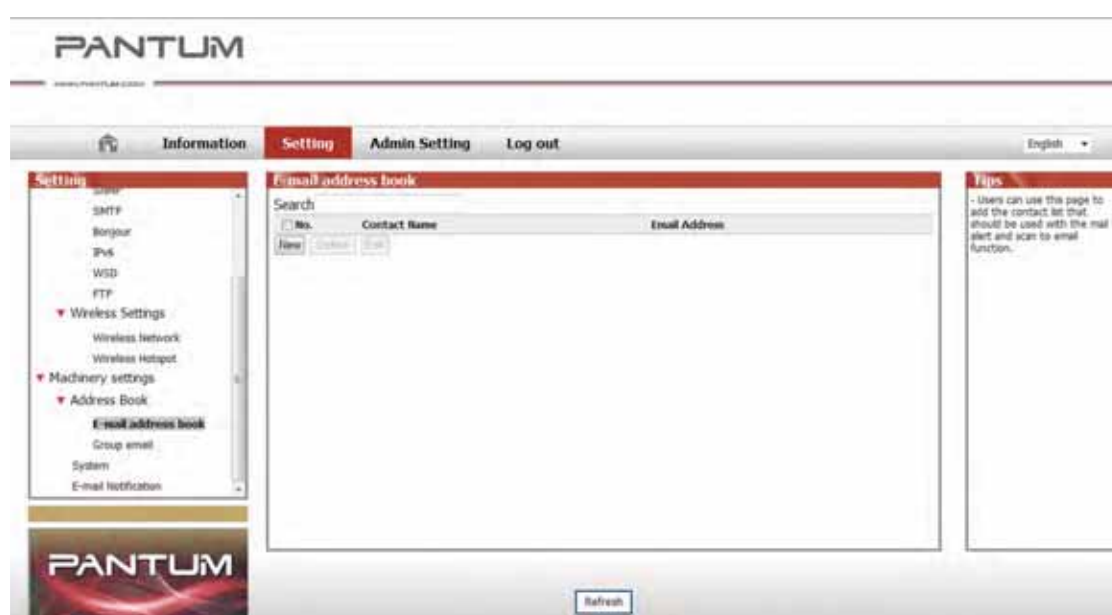 PANTUM
Information Setting Admin Setting Log out English
Setting
SNMP
SMTP
Bonjour
IPv6
WSD
FTP
Wireless Settings
Wireless Network
Wireless Hotspot
Machinery settings
Address Book
E-mail address book
Group email
System
E-mail Notification
PANTUM
E-mail address book
Search
No. Contact Name Email Address
New Delete Edit
Refresh
Tips
- Users can use this page to
add the contact list that
should be used with the mail
alert and scan to email
function.